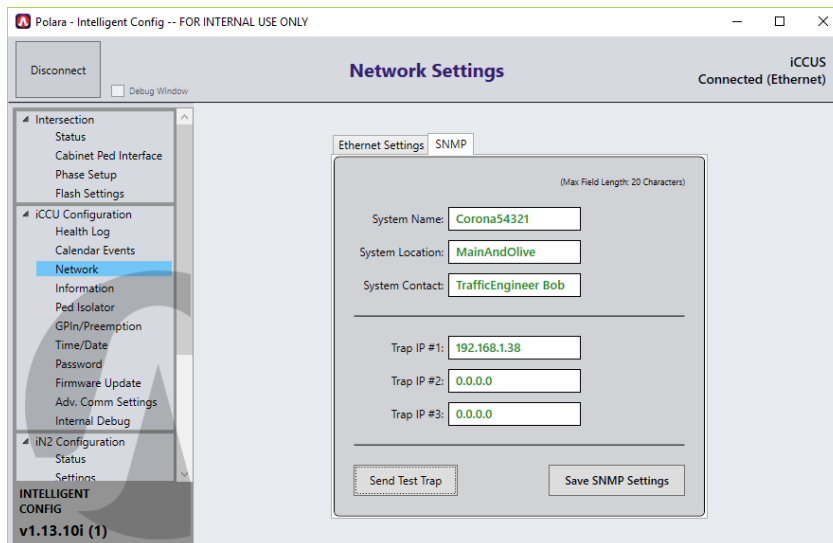 Polara - Intelligent Config -- FOR INTERNAL USE ONLY
Disconnect
Debug Window
Network Settings
iCCUS
Connected (Ethernet)
Intersection
Status
Cabinet Ped Interface
Phase Setup
Flash Settings
iCCU Configuration
Health Log
Calendar Events
Network
Information
Ped Isolator
GPIn/Preemption
Time/Date
Password
Firmware Update
Adv. Comm Settings
Internal Debug
iN2 Configuration
Status
Settings
INTELLIGENT
CONFIG
v1.13.10i (1)
Ethernet Settings SNMP
(Max Field Length: 20 Characters)
System Name: Corona54321
System Location: MainAndOlive
System Contact: TrafficEngineer Bob
Trap IP #1: 192.168.1.38
Trap IP #2: 0.0.0.0
Trap IP #3: 0.0.0.0
Send Test Trap Save SNMP Settings